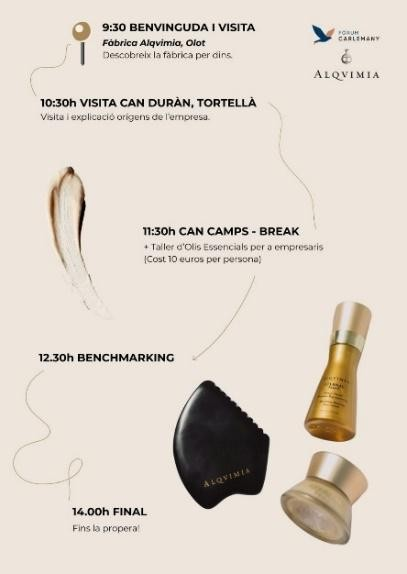 9:30 BENVINGUDA I VISITA
Fàbrica Alqvimia, Olot
Descobreix la fàbrica per dins.
FÒRUM
CARLEMANY
ALQVIMIA
10:30h VISITA CAN DURÀN, TORTELLÀ
Visita i explicació orígens de l'empresa.
11:30h CAN CAMPS - BREAK
+ Taller d'Olis Essencials per a empresaris
(Cost 10 euros per persona)
12.30h BENCHMARKING
ALQVIMIA
14.00h FINAL
Fins la propera!